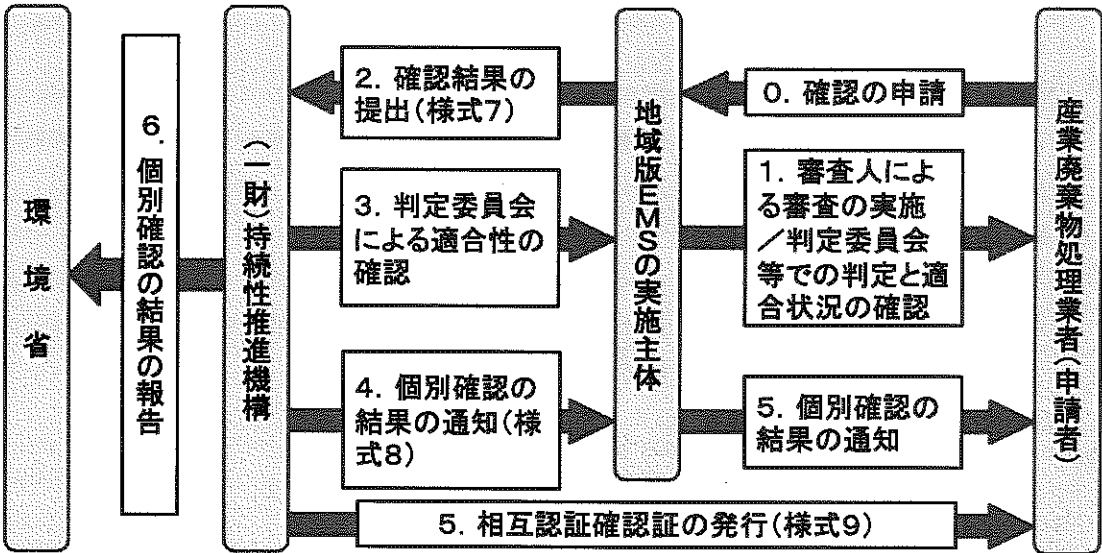 環境省
6．個別確認の結果の報告
（一財）持続性推進機構
2．確認結果の
提出（様式7）
3．判定委員会
による適合性の
確認
4．個別確認の
結果の通知（様
式8）
地域版EMSの実施主体
0．確認の申請
1．審査人によ
る審査の実施
／判定委員会
等での判定と適
合状況の確認
5．個別確認の
結果の通知
5．相互認証確認証の発行（様式9）
産業廃棄物処理業者（申請者）